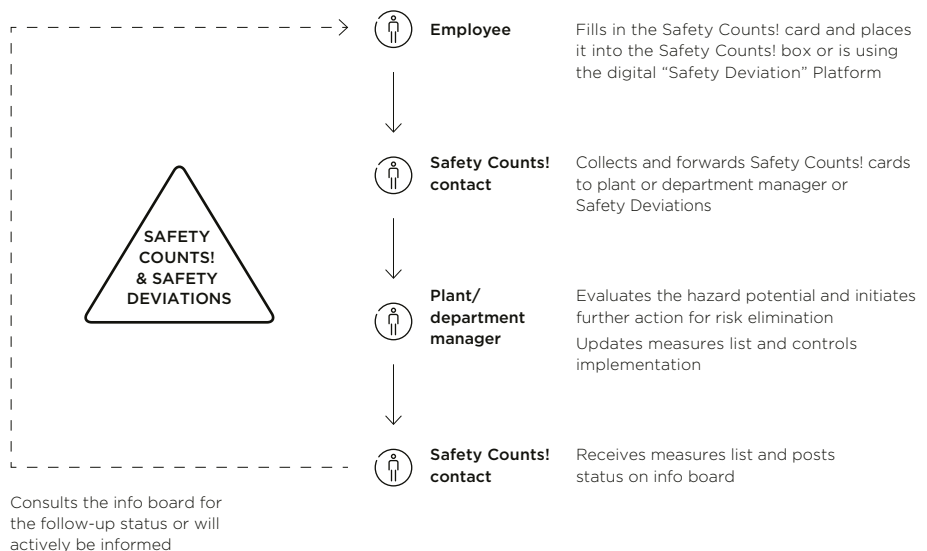 Employee
Fills in the Safety Counts! card and places
it into the Safety Counts! box or is using
the digital “Safety Deviation” Platform
Safety Counts!
contact
Collects and forwards Safety Counts! cards
to plant or department manager or
Safety Deviations
SAFETY
COUNTS!
& SAFETY
DEVIATIONS
Plant/
department
manager
Evaluates the hazard potential and initiates
further action for risk elimination
Updates measures list and controls
implementation
Safety Counts!
contact
Receives measures list and posts
status on info board
Consults the info board for
the follow-up status or will
actively be informed